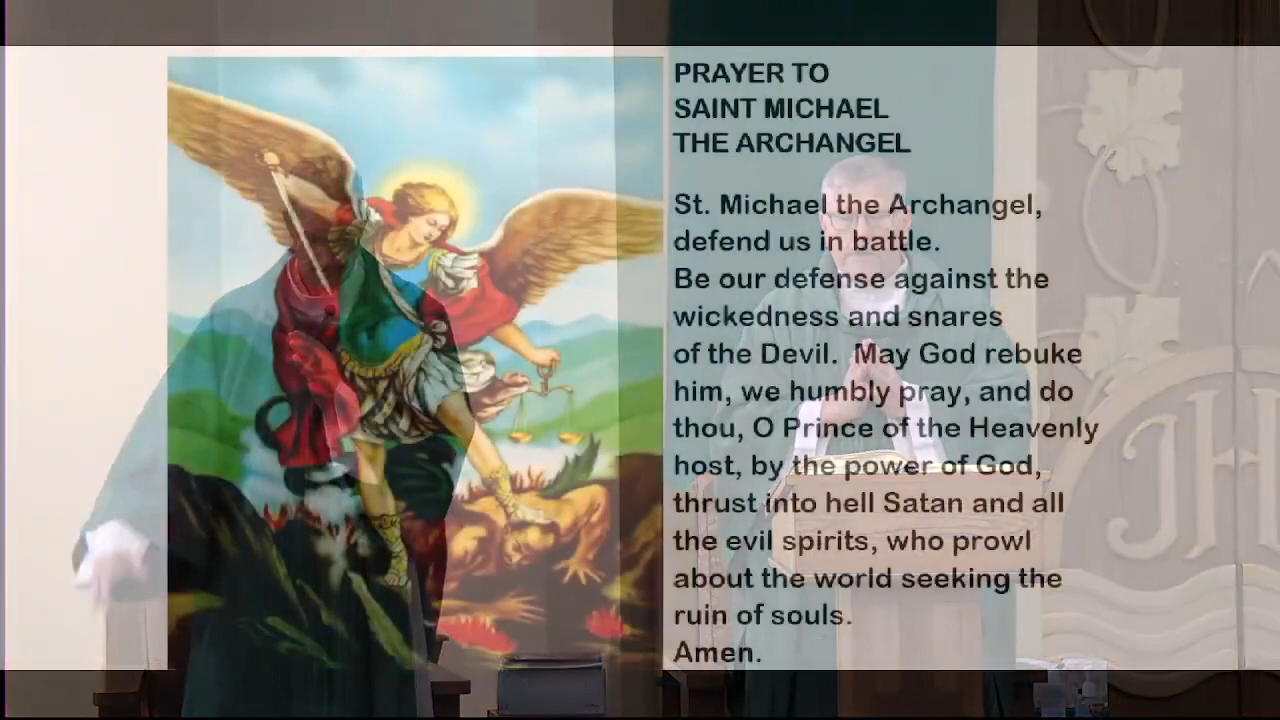 PRAYER TO
SAINT MICHAEL
THE ARCHANGEL
St. Michael the Archangel,
defend us in battle.
Be our defense against the
wickedness and snares
of the Devil.  May God rebuke
him, we humbly pray, and do
thou, O Prince of the Heavenly
host, by the power of God,
thrust into hell Satan and all
the evil spirits, who prowl
about the world seeking the
ruin of souls.
Amen.
JH